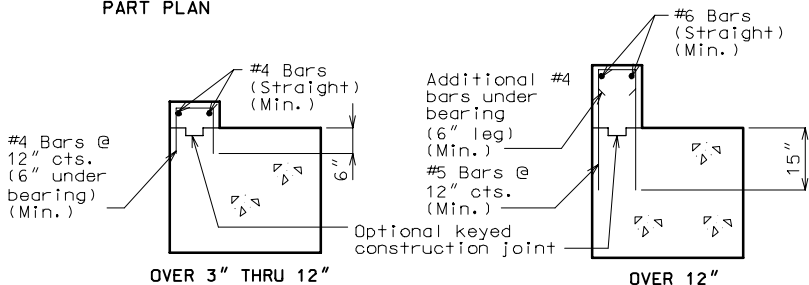 PART PLAN
#4 Bars
(Straight)
(Min.)
#4 Bars @
12" cts.
(6" under
bearing)
(Min.)
6"
OVER 3" THRU 12"
#6 Bars
(Straight)
(Min.)
Additional #4
bars under
bearing
(6" leg)
(Min.)
#5 Bars @
12" cts.
(Min.)
15"
Optional keyed
construction joint
OVER 12"